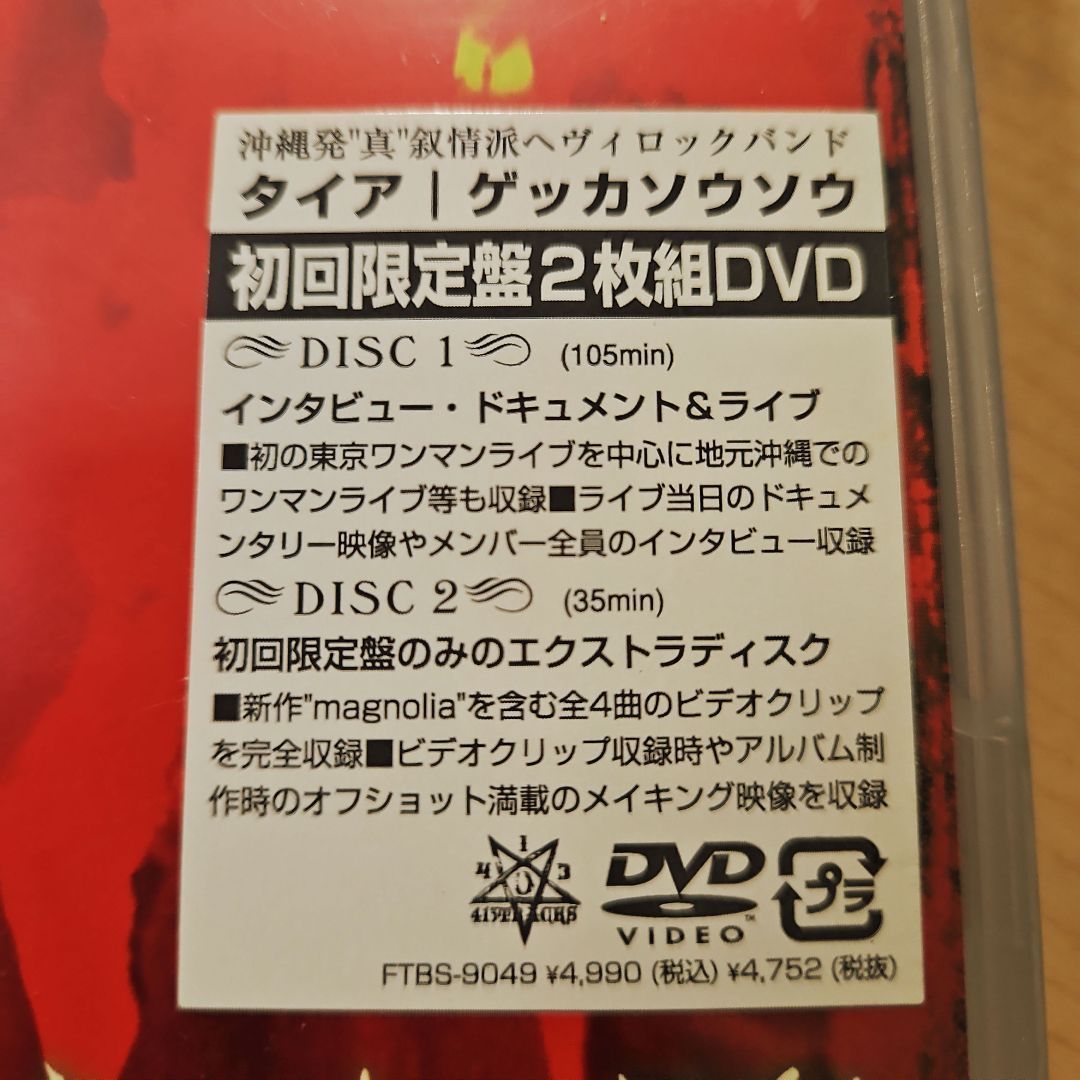 沖縄発"真"叙情派ヘヴィロックバンド
タイア｜ゲッカソウソウ
初回限定盤2枚組DVD
DISC 1 (105min)
インタビュー・ドキュメント&ライブ
■初の東京ワンマンライブを中心に地元沖縄での
ワンマンライブ等も収録■ライブ当日のドキュメ
ンタリー映像やメンバー全員のインタビュー収録
DISC 2 (35min)
初回限定盤のみのエクストラディスク
■新作"magnolia"を含む全4曲のビデオクリップ
を完全収録■ビデオクリップ収録時やアルバム制
作時のオフショット満載のメイキング映像を収録
DVD
VIDEO
プラ
FTBS-9049 ¥4,990 (税込) ¥4,752 (税抜)